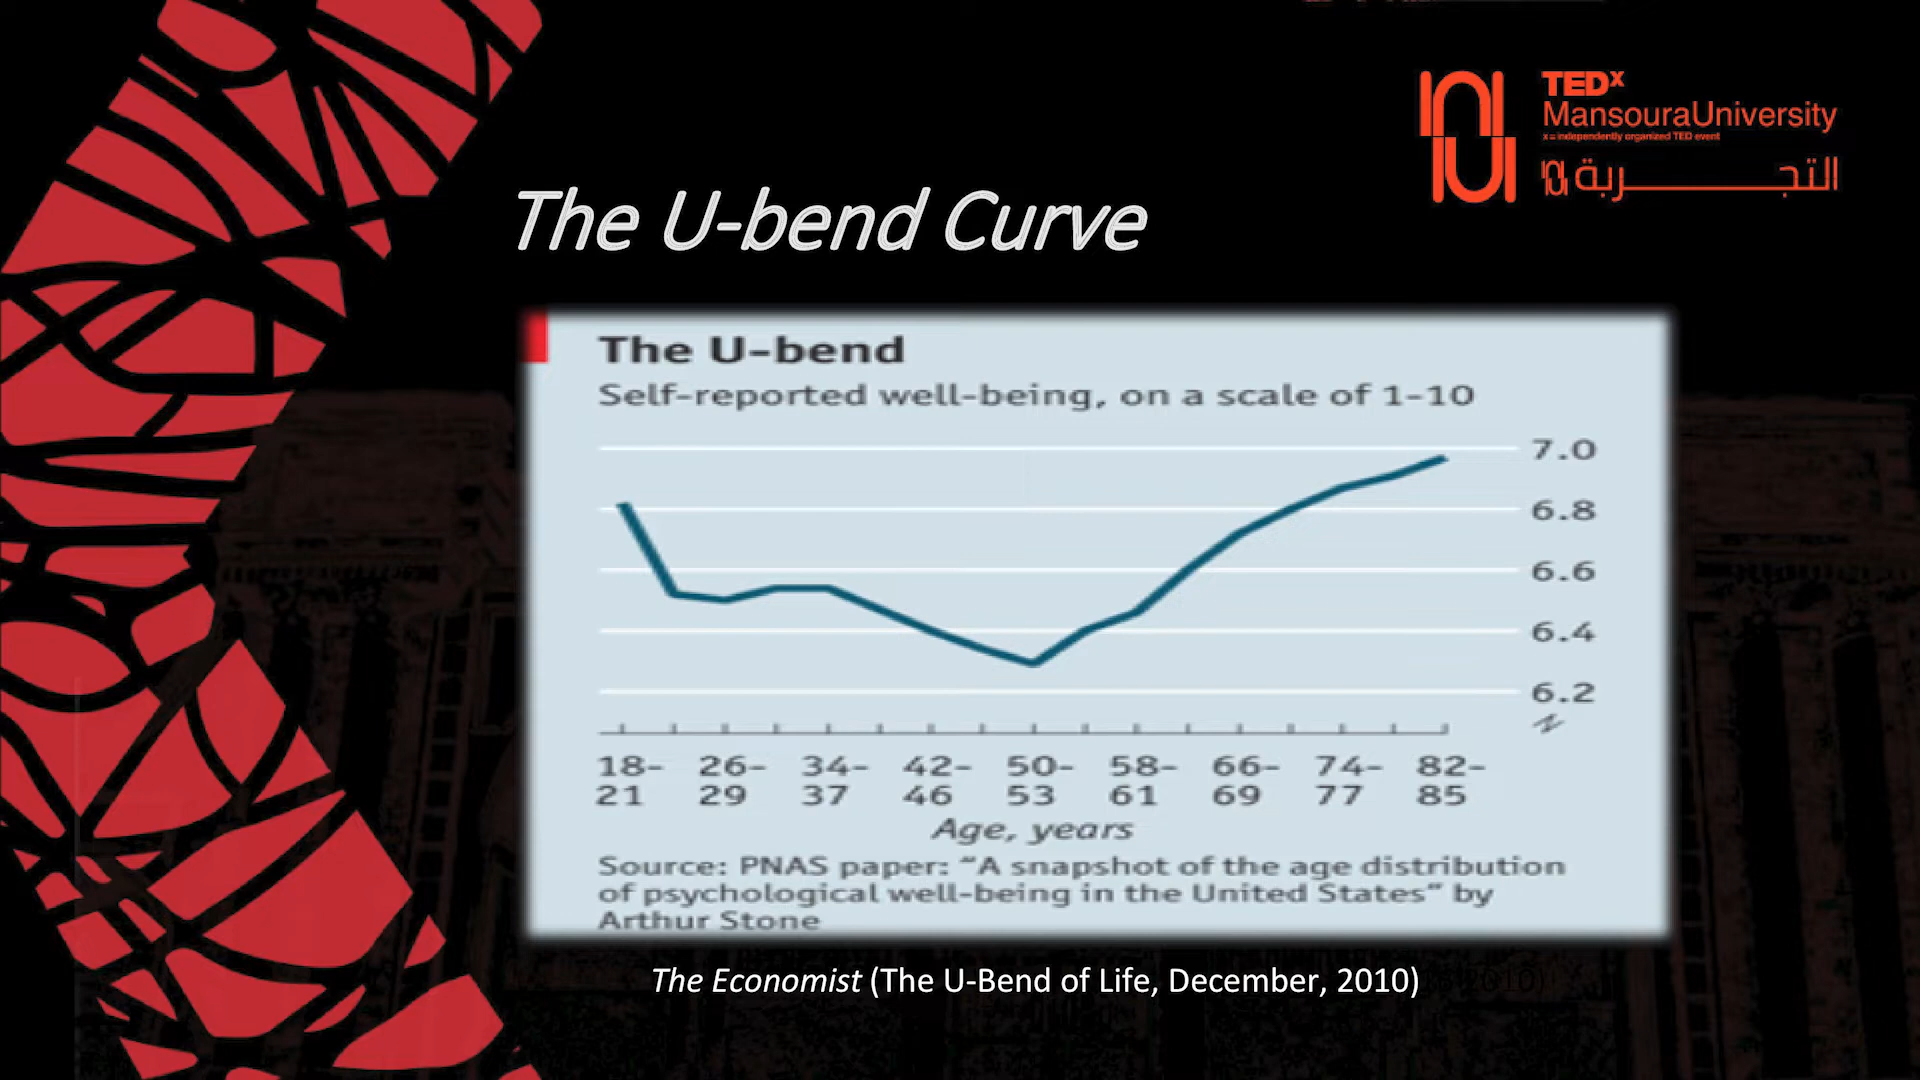 TEDx
MansouraUniversity
x = independently organized TED event
التجربة
The U-bend Curve
The U-bend
Self-reported well-being, on a scale of 1-10
7.0
6.8
6.6
6.4
6.2
18- 26- 34- 42- 50- 58- 66- 74- 82-
21 29 37 46 53 61 69 77 85
Age, years
Source: PNAS paper: “A snapshot of the age distribution
of psychological well-being in the United States” by
Arthur Stone
The Economist (The U-Bend of Life, December, 2010)